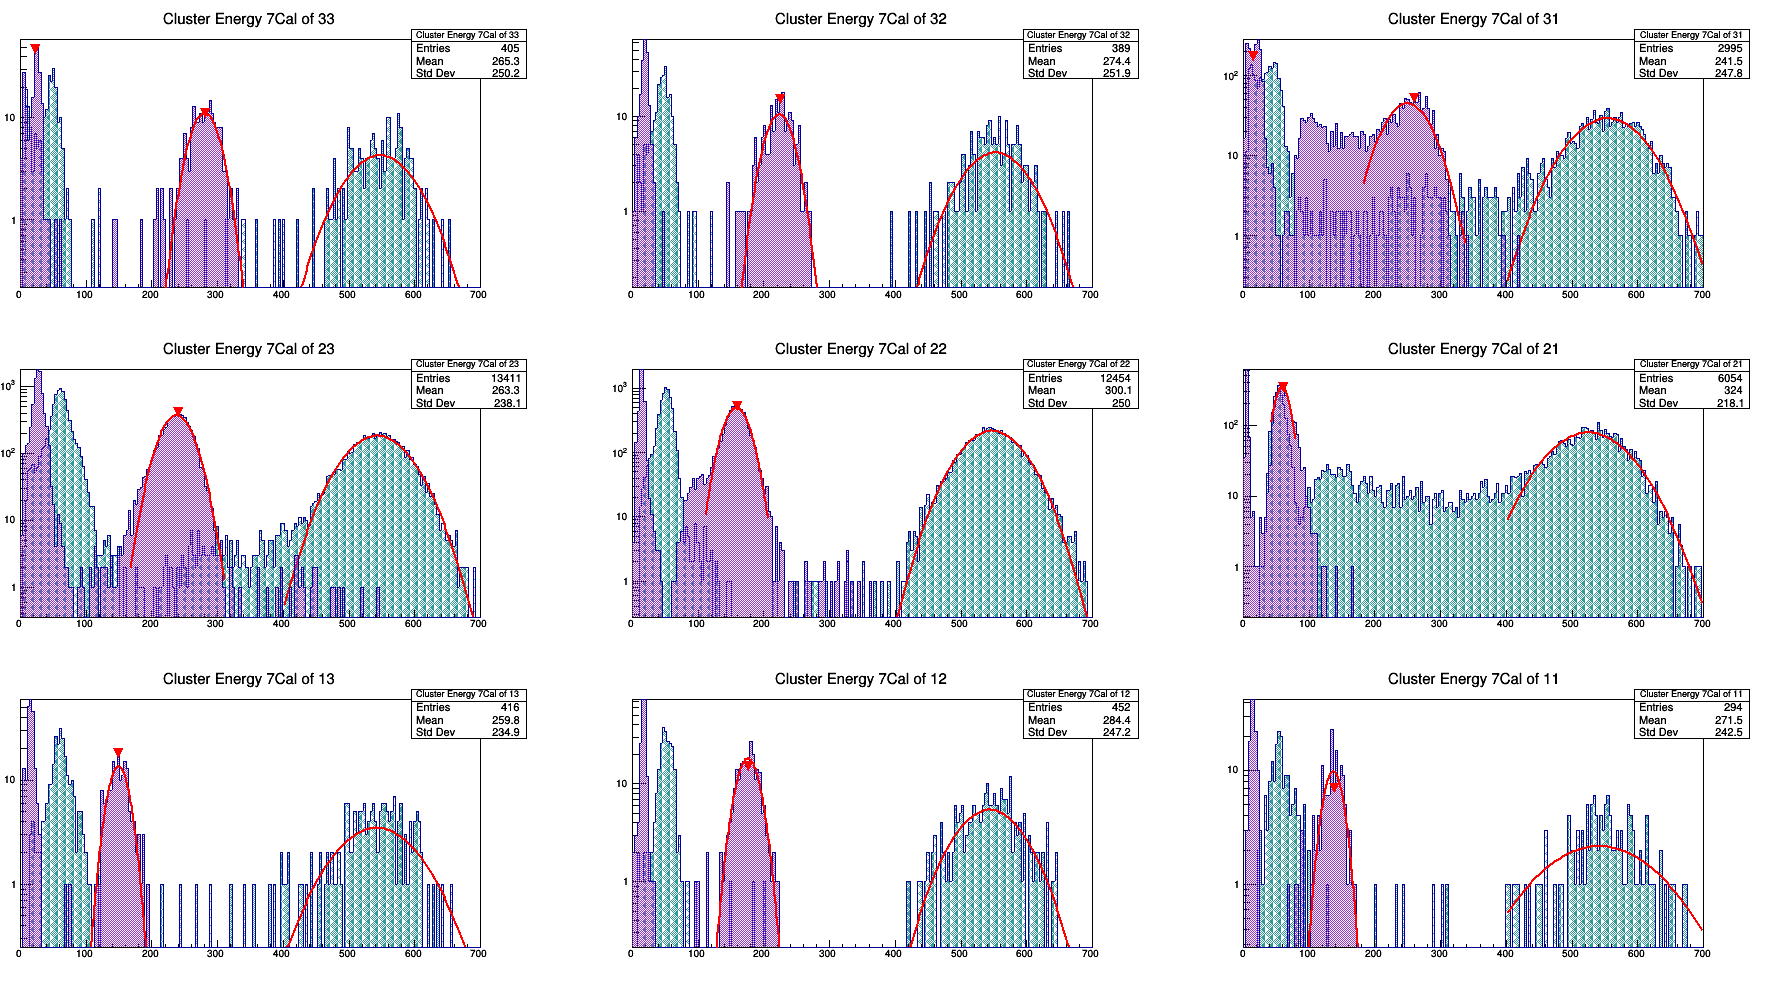 Cluster Energy 7Cal of 33
Cluster Energy 7Cal of 33
Entries 405
Mean 265.3
Std Dev 250.2
10
1
0 100 200 300 400 500 600 700
Cluster Energy 7Cal of 32
Cluster Energy 7Cal of 32
Entries 389
Mean 274.4
Std Dev 251.9
10
1
0 100 200 300 400 500 600 700
Cluster Energy 7Cal of 31
Cluster Energy 7Cal of 31
Entries 2995
Mean 241.5
Std Dev 247.8
10²
10
1
0 100 200 300 400 500 600 700
Cluster Energy 7Cal of 23
Cluster Energy 7Cal of 23
Entries 13411
Mean 263.3
Std Dev 238.1
10³
10²
10
1
0 100 200 300 400 500 600 700
Cluster Energy 7Cal of 22
Cluster Energy 7Cal of 22
Entries 12454
Mean 300.1
Std Dev 250
10³
10²
10
1
0 100 200 300 400 500 600 700
Cluster Energy 7Cal of 21
Cluster Energy 7Cal of 21
Entries 6054
Mean 324
Std Dev 218.1
10²
10
1
0 100 200 300 400 500 600 700
Cluster Energy 7Cal of 13
Cluster Energy 7Cal of 13
Entries 416
Mean 259.8
Std Dev 234.9
10
1
0 100 200 300 400 500 600 700
Cluster Energy 7Cal of 12
Cluster Energy 7Cal of 12
Entries 452
Mean 284.4
Std Dev 247.2
10
1
0 100 200 300 400 500 600 700
Cluster Energy 7Cal of 11
Cluster Energy 7Cal of 11
Entries 294
Mean 271.5
Std Dev 242.5
10
1
0 100 200 300 400 500 600 700